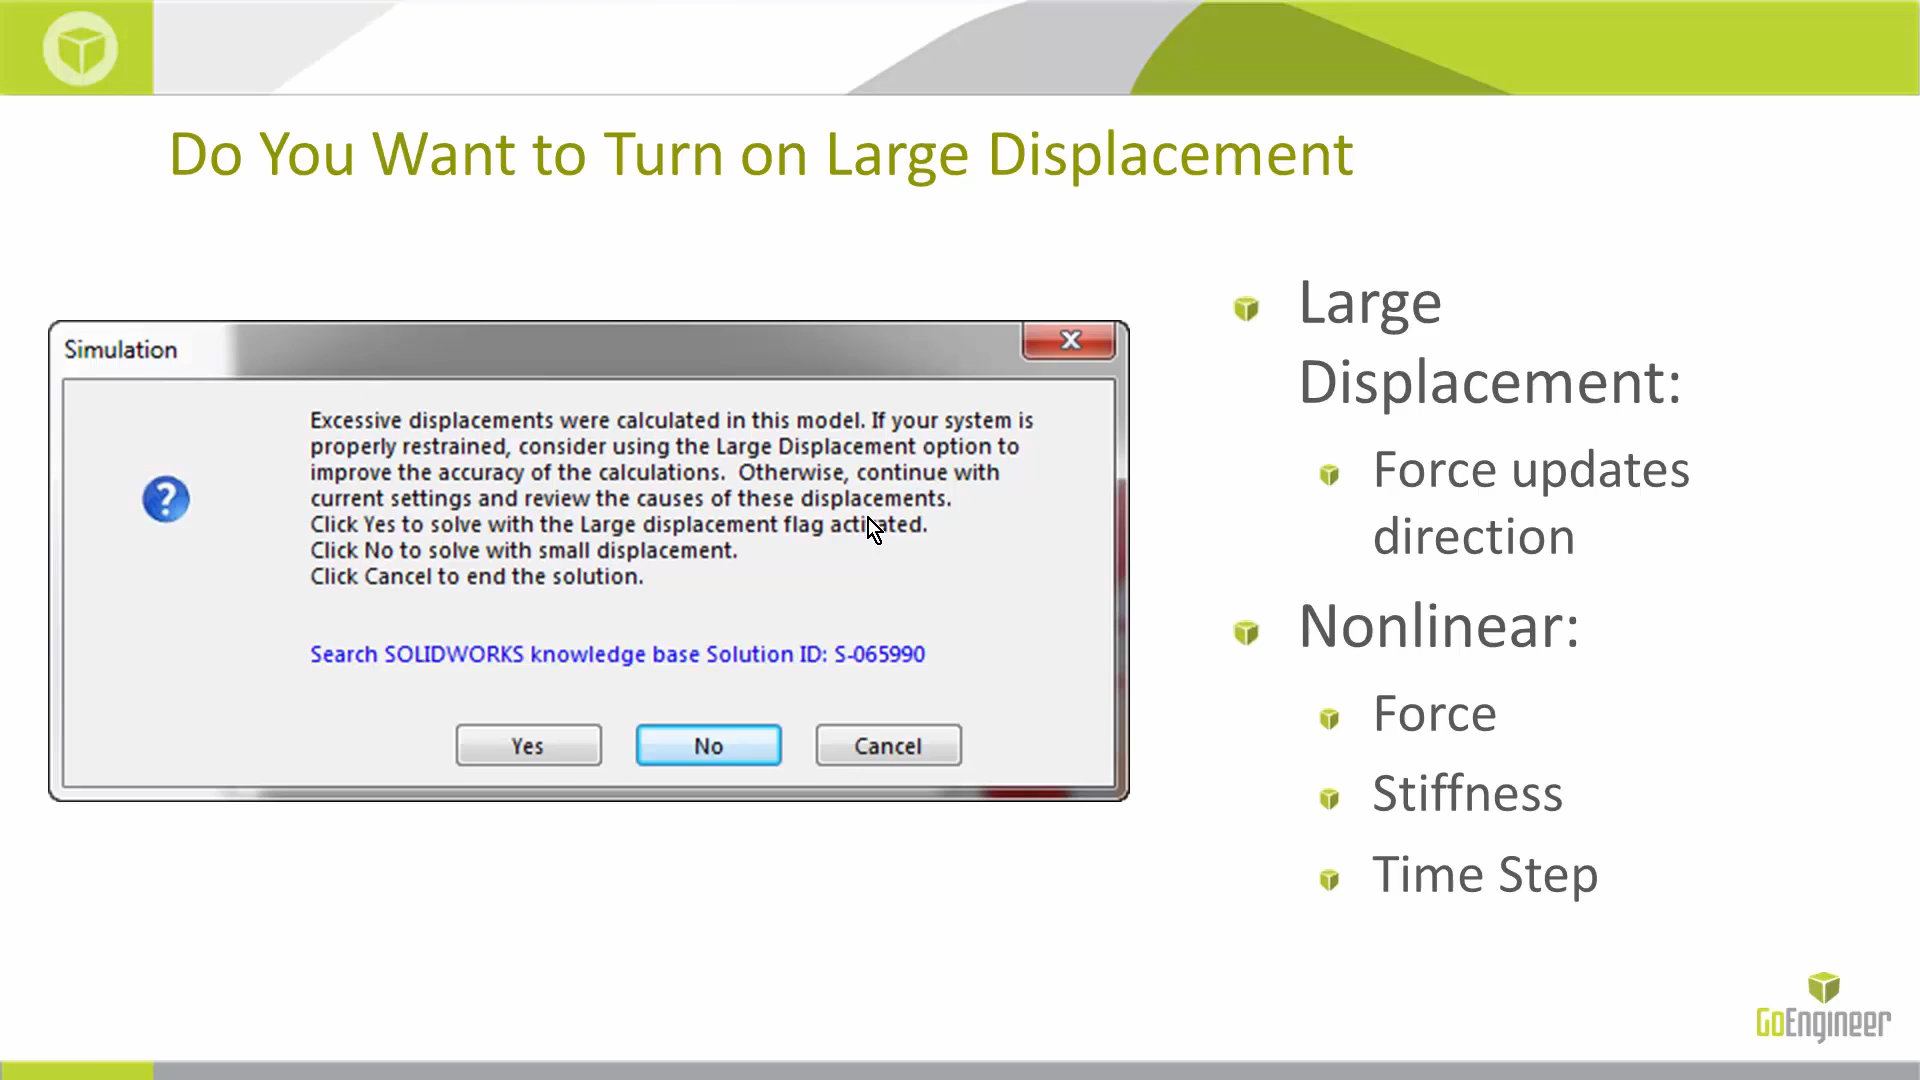 Do You Want to Turn on Large Displacement
Simulation
Excessive displacements were calculated in this model. If your system is
properly restrained, consider using the Large Displacement option to
improve the accuracy of the calculations.  Otherwise, continue with
current settings and review the causes of these displacements.
Click Yes to solve with the Large displacement flag activated.
Click No to solve with small displacement.
Click Cancel to end the solution.
Search SOLIDWORKS knowledge base Solution ID: S-065990
Yes No Cancel
Large
Displacement:
Force updates
direction
Nonlinear:
Force
Stiffness
Time Step
GoEngineer